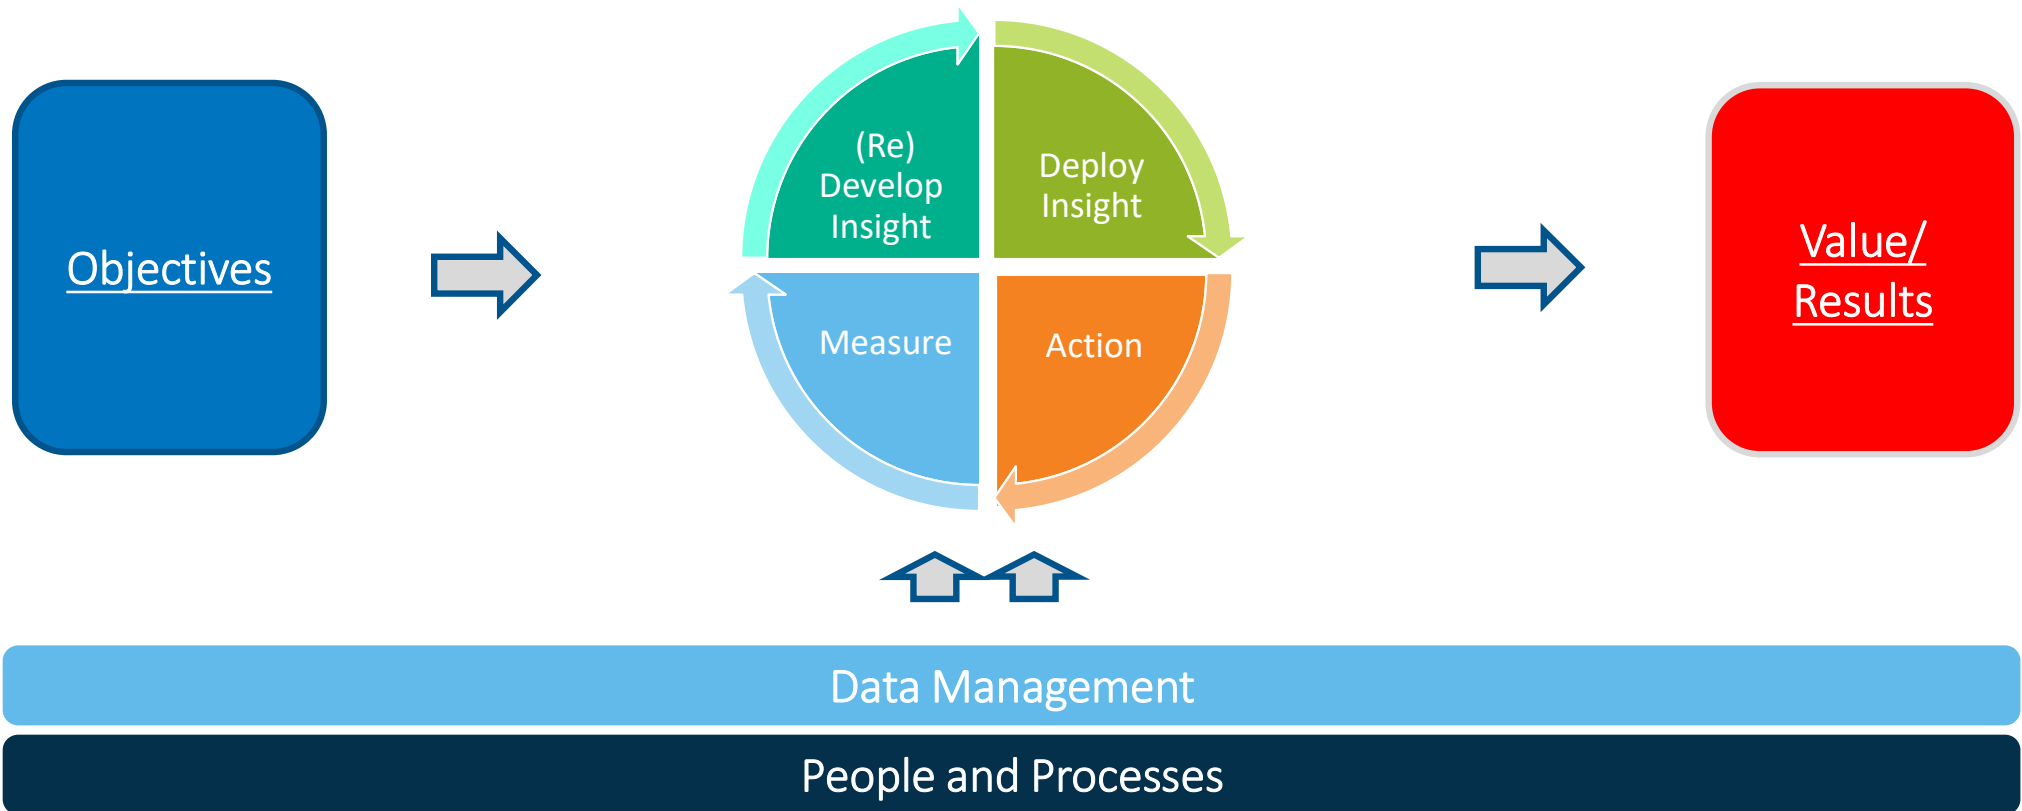 Objectives
(Re)
Develop
Insight
Deploy
Insight
Measure
Action
Value/
Results
Data Management
People and Processes